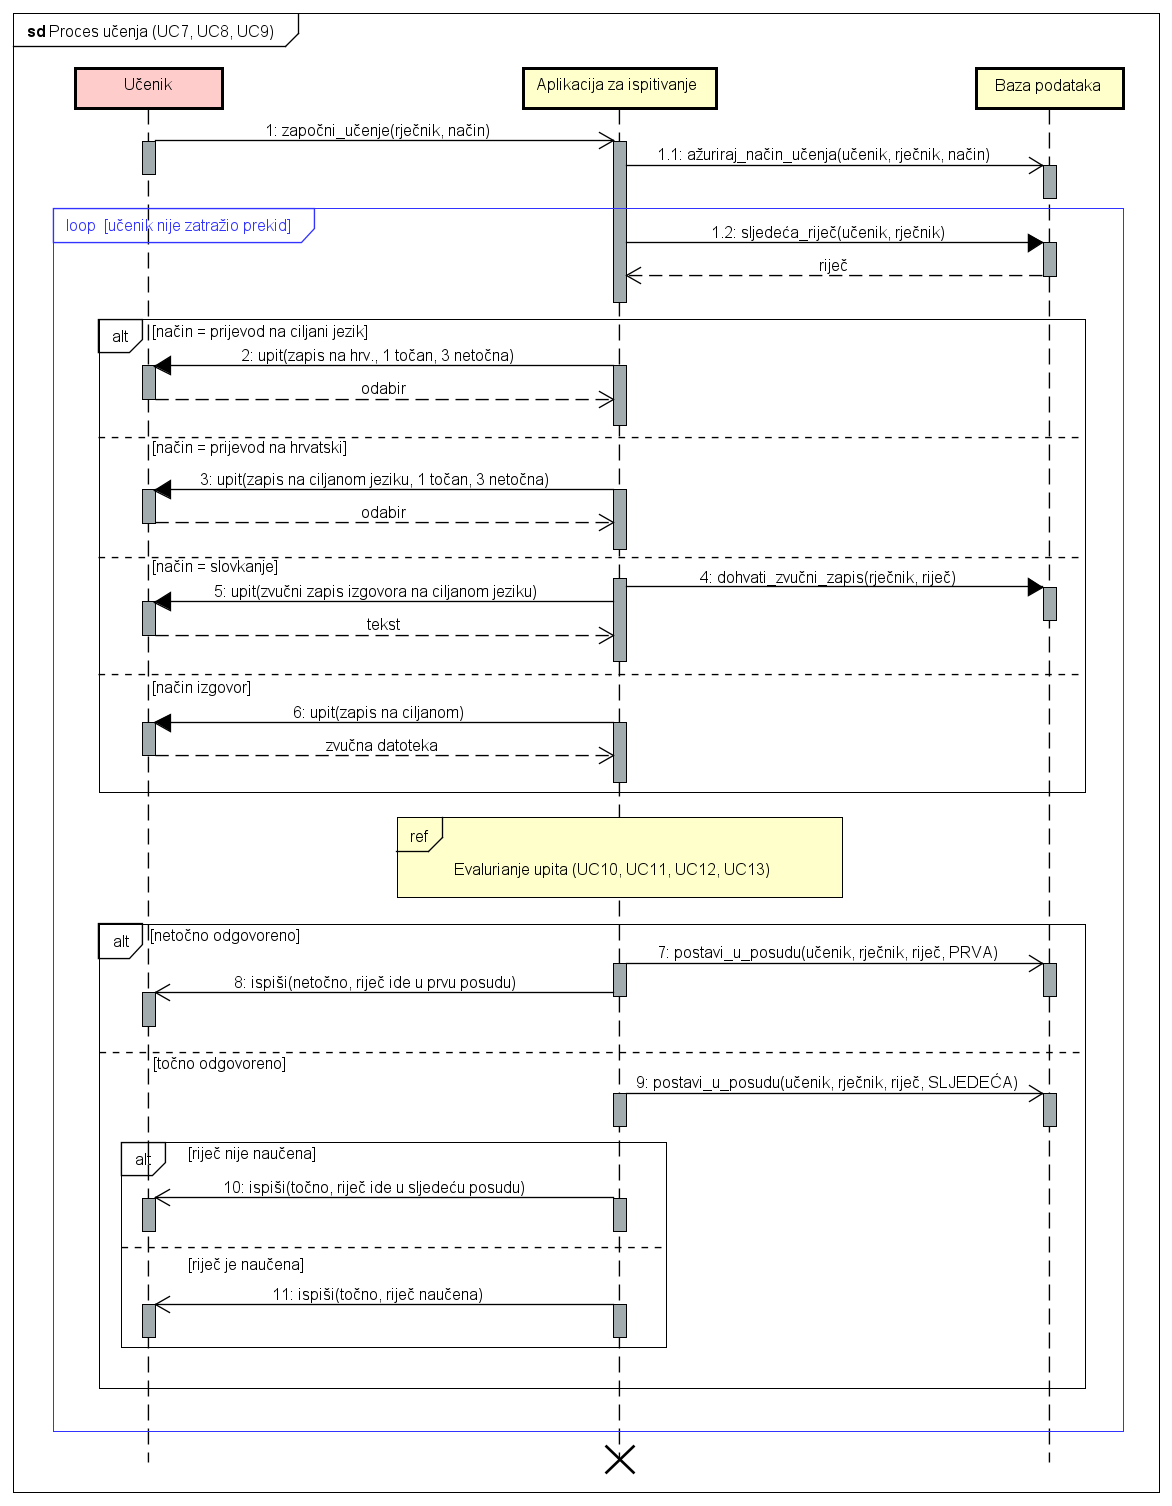 sd Proces učenja (UC7, UC8, UC9)
Učenik
Aplikacija za ispitivanje
Baza podataka
1: započni_učenje(rječnik, način)
1.1: ažuriraj_način_učenja(učenik, rječnik, način)
loop [učenik nije zatražio prekid]
1.2: sljedeća_riječ(učenik, rječnik)
riječ
alt [način = prijevod na ciljani jezik]
2: upit(zapis na hrv., 1 točan, 3 netočna)
odabir
[način = prijevod na hrvatski]
3: upit(zapis na ciljanom jeziku, 1 točan, 3 netočna)
odabir
[način = slovkanje]
4: dohvati_zvučni_zapis(rječnik, riječ)
5: upit(zvučni zapis izgovora na ciljanom jeziku)
tekst
[način izgovor]
6: upit(zapis na ciljanom)
zvučna datoteka
ref
Evalurianje upita (UC10, UC11, UC12, UC13)
alt [netočno odgovoreno]
7: postavi_u_posudu(učenik, rječnik, riječ, PRVA)
8: ispiši(netočno, riječ ide u prvu posudu)
[točno odgovoreno]
9: postavi_u_posudu(učenik, rječnik, riječ, SLJEDEĆA)
alt [riječ nije naučena]
10: ispiši(točno, riječ ide u sljedeću posudu)
[riječ je naučena]
11: ispiši(točno, riječ naučena)